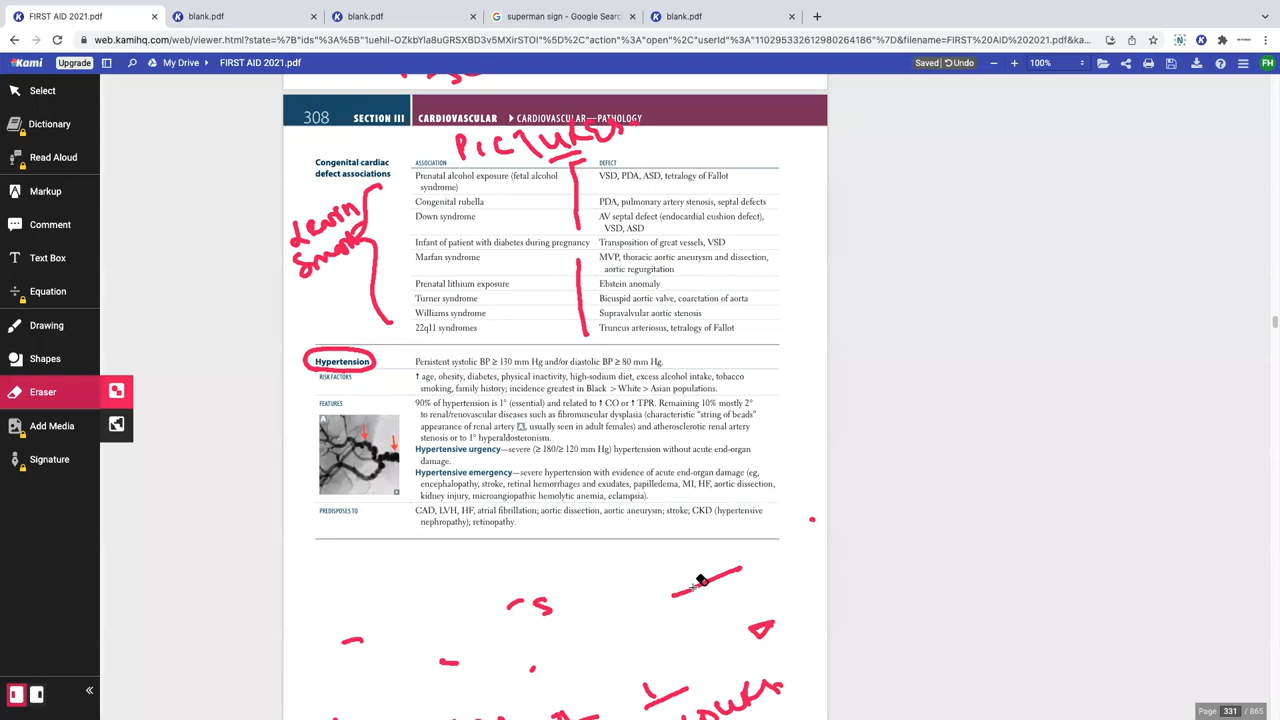 FIRST AID 2021.pdf
blank.pdf
blank.pdf
superman sign - Google Sear
blank.pdf
Kami Upgrade My Drive > FIRST AID 2021.pdf
Saved Undo
100%
Select
Dictionary
Read Aloud
Markup
Comment
Text Box
Equation
Drawing
Shapes
Eraser
Add Media
Signature
308 SECTION III CARDIOVASCULAR ▶ CARDIOVASCULAR—PATHOLOGY
PICTURES
Learn
Smart
Congenital cardiac
defect associations
ASSOCIATION DEFECT
Prenatal alcohol exposure (fetal alcohol
syndrome)
VSD, PDA, ASD, tetralogy of Fallot
Congenital rubella PDA, pulmonary artery stenosis, septal defects
Down syndrome AV septal defect (endocardial cushion defect),
VSD, ASD
Infant of patient with diabetes during pregnancy Transposition of great vessels, VSD
Marfan syndrome MVP, thoracic aortic aneurysm and dissection,
aortic regurgitation
Prenatal lithium exposure Ebstein anomaly
Turner syndrome Bicuspid aortic valve, coarctation of aorta
Williams syndrome Supravalvular aortic stenosis
22q11 syndromes Truncus arteriosus, tetralogy of Fallot
Hypertension Persistent systolic BP ≥ 130 mm Hg and/or diastolic BP ≥ 80 mm Hg.
RISK FACTORS ↑ age, obesity, diabetes, physical inactivity, high-sodium diet, excess alcohol intake, tobacco
smoking, family history; incidence greatest in Black > White > Asian populations.
FEATURES 90% of hypertension is 1° (essential) and related to ↑ CO or ↑ TPR. Remaining 10% mostly 2°
to renal/renovascular diseases such as fibromuscular dysplasia (characteristic “string of beads”
appearance of renal artery A, usually seen in adult females) and atherosclerotic renal artery
stenosis or to 1° hyperaldosteronism.
Hypertensive urgency—severe (≥ 180/≥ 120 mm Hg) hypertension without acute end-organ
damage.
Hypertensive emergency—severe hypertension with evidence of acute end-organ damage (eg,
encephalopathy, stroke, retinal hemorrhages and exudates, papilledema, MI, HF, aortic dissection,
kidney injury, microangiopathic hemolytic anemia, eclampsia).
A
PREDISPOSES TO CAD, LVH, HF, atrial fibrillation; aortic dissection, aortic aneurysm; stroke; CKD (hypertensive
nephropathy); retinopathy.
s
Page 331 / 865